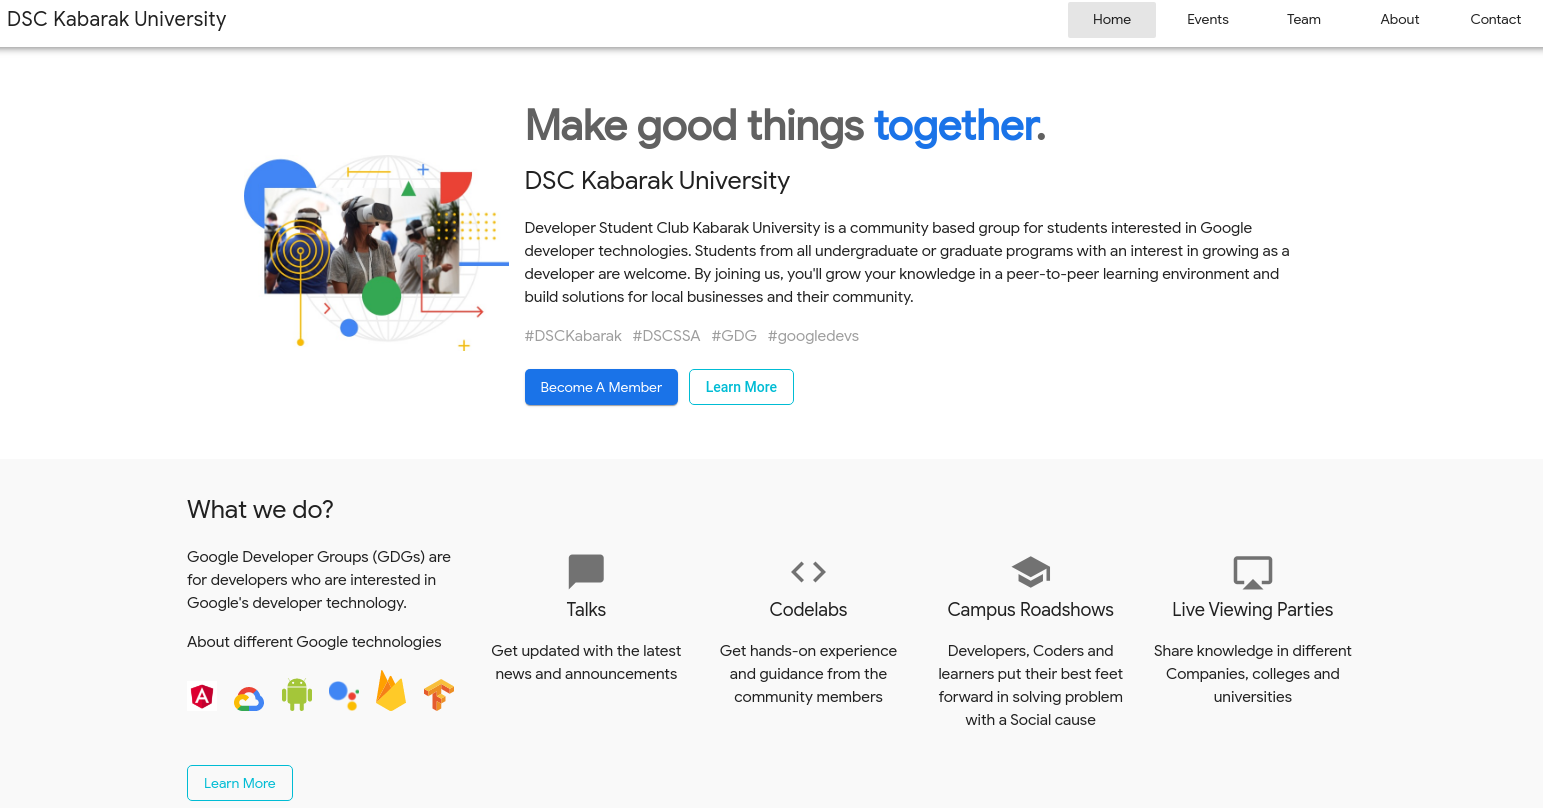 DSC Kabarak University
Home
Events
Team
About
Contact
Make good things together.
DSC Kabarak University
Developer Student Club Kabarak University is a community based group for students interested in Google
developer technologies. Students from all undergraduate or graduate programs with an interest in growing as a
developer are welcome. By joining us, you'll grow your knowledge in a peer-to-peer learning environment and
build solutions for local businesses and their community.
#DSCKabarak #DSCSSA #GDG #googledevs
Become A Member
Learn More
What we do?
Google Developer Groups (GDGs) are
for developers who are interested in
Google's developer technology.
About different Google technologies
Learn More
Talks
Get updated with the latest
news and announcements
Codelabs
Get hands-on experience
and guidance from the
community members
Campus Roadshows
Developers, Coders and
learners put their best feet
forward in solving problem
with a Social cause
Live Viewing Parties
Share knowledge in different
Companies, colleges and
universities